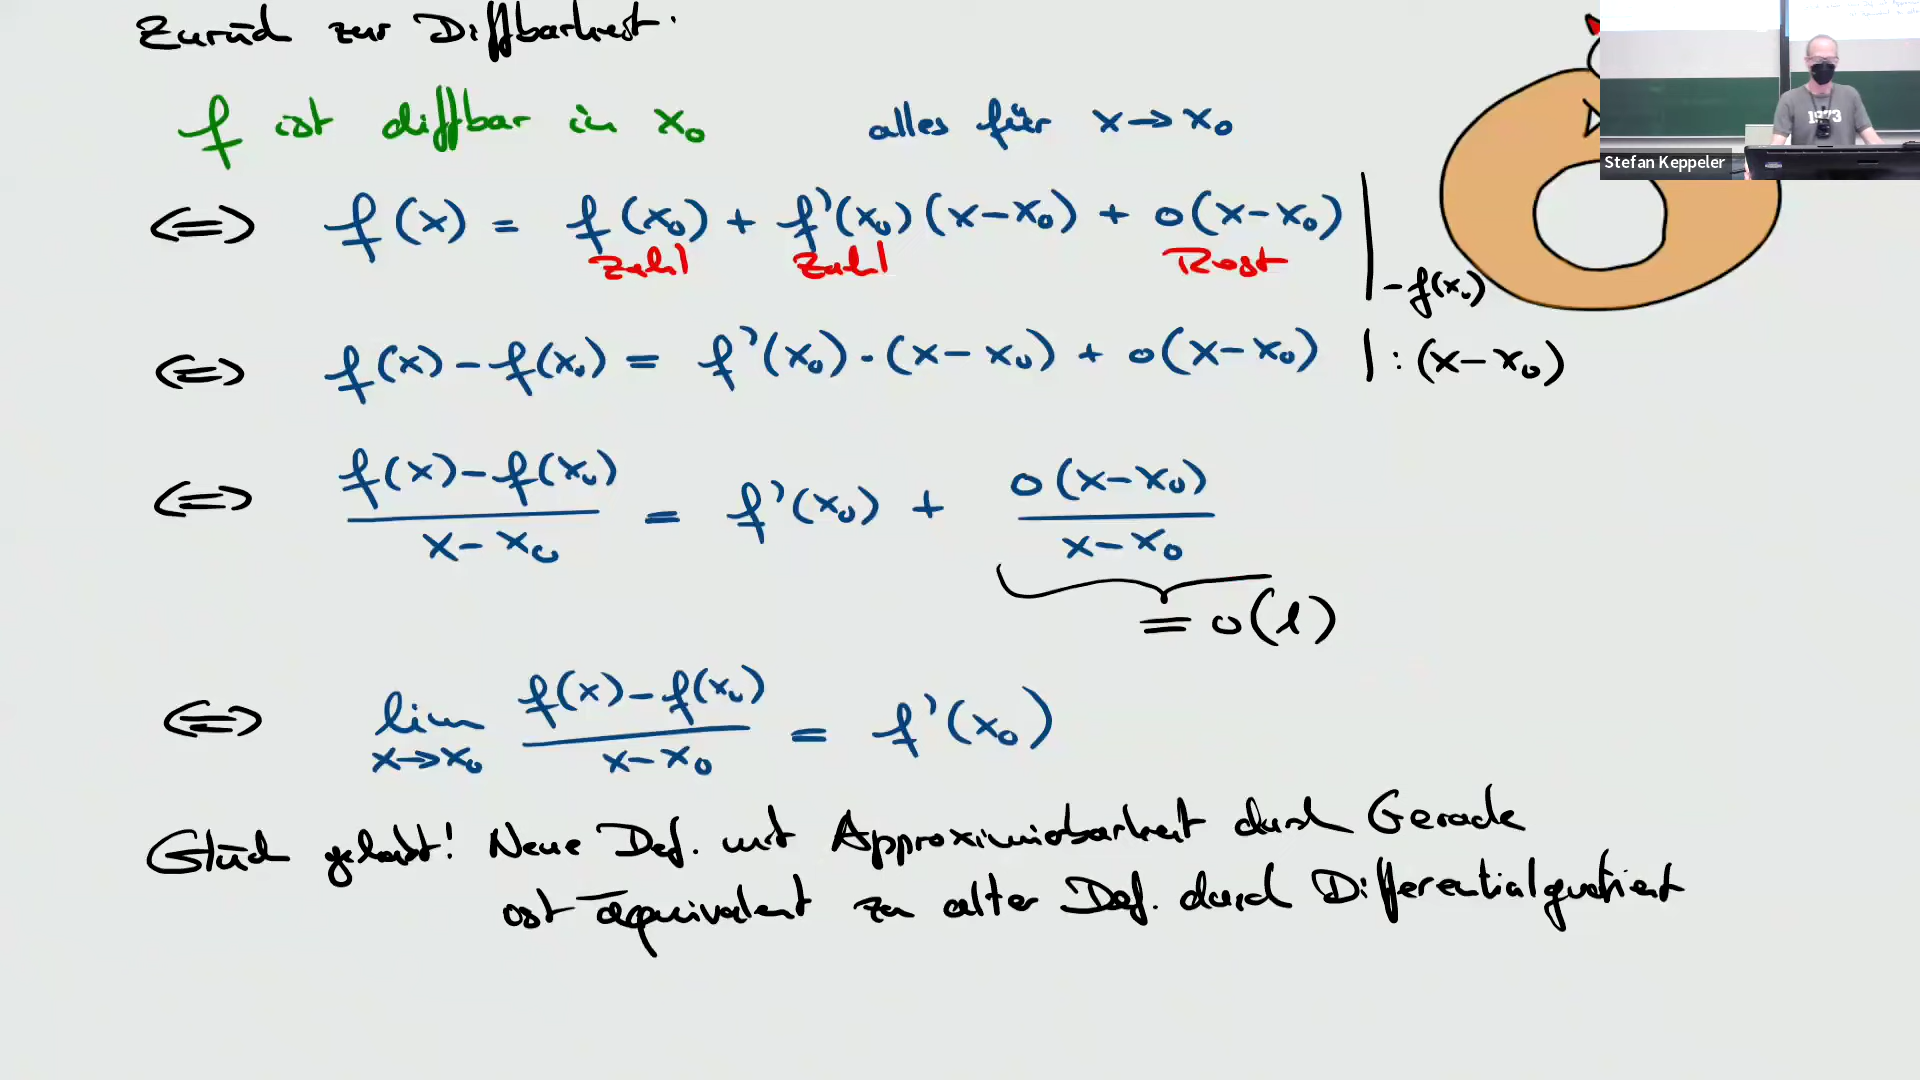 Zurück zur Diffbarkeit:
f ist diffbar in x₀ alles für x → x₀
⇔ f(x) = f(x₀) + f'(x₀)(x-x₀) + o(x-x₀) | -f(x₀)
Zahl Zahl Rest
⇔ f(x) - f(x₀) = f'(x₀)·(x-x₀) + o(x-x₀) | :(x-x₀)
⇔ (f(x)-f(x₀))/(x-x₀) = f'(x₀) + o(x-x₀)/(x-x₀)
= o(1)
⇔ lim x→x₀ (f(x)-f(x₀))/(x-x₀) = f'(x₀)
Glück gehabt! Neue Def. mit Approximierbarkeit durch Gerade
ist äquivalent zu alter Def. durch Differentialquotient
Stefan Keppeler
1973